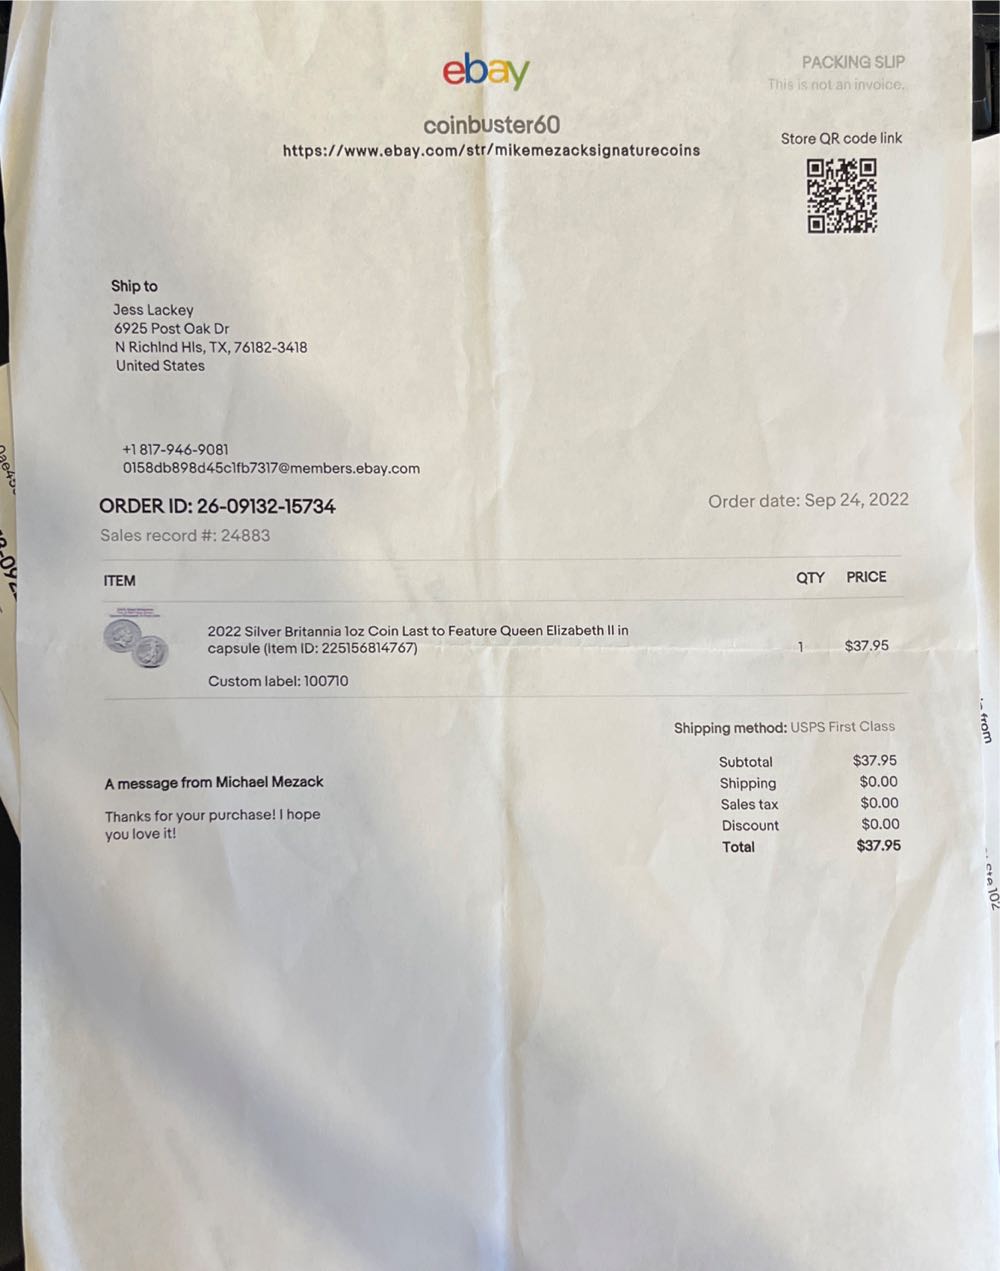 ebay
PACKING SLIP
This is not an invoice.
coinbuster60
https://www.ebay.com/str/mikemezacksignaturecoins
Store QR code link
Ship to
Jess Lackey
6925 Post Oak Dr
N Richlnd Hls, TX, 76182-3418
United States
+1 817-946-9081
0158db898d45c1fb7317@members.ebay.com
ORDER ID: 26-09132-15734
Order date: Sep 24, 2022
Sales record #: 24883
ITEM QTY PRICE
2022 Silver Britannia 1oz Coin Last to Feature Queen Elizabeth II in
capsule (Item ID: 225156814767) 1 $37.95
Custom label: 100710
Shipping method: USPS First Class
Subtotal $37.95
Shipping $0.00
Sales tax $0.00
Discount $0.00
Total $37.95
A message from Michael Mezack
Thanks for your purchase! I hope
you love it!
from
102